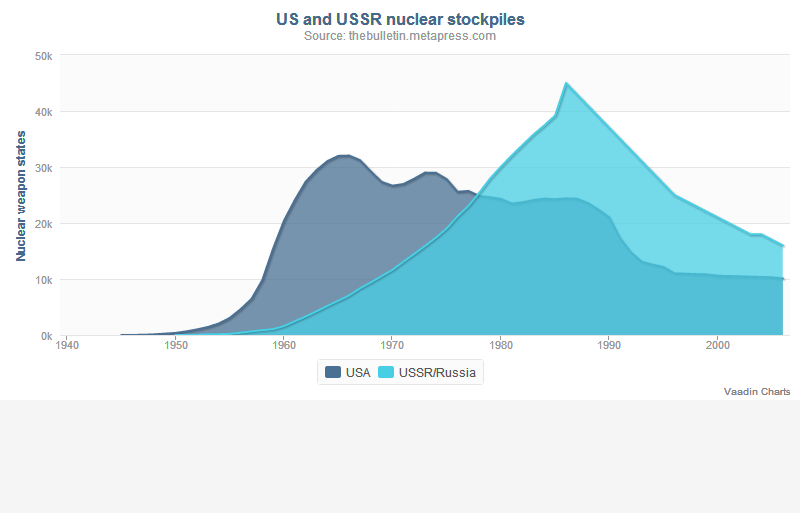 US and USSR nuclear stockpiles
Source: thebulletin.metapress.com
Nuclear weapon states
50k
40k
30k
20k
10k
0k
1940 1950 1960 1970 1980 1990 2000
USA USSR/Russia
Vaadin Charts